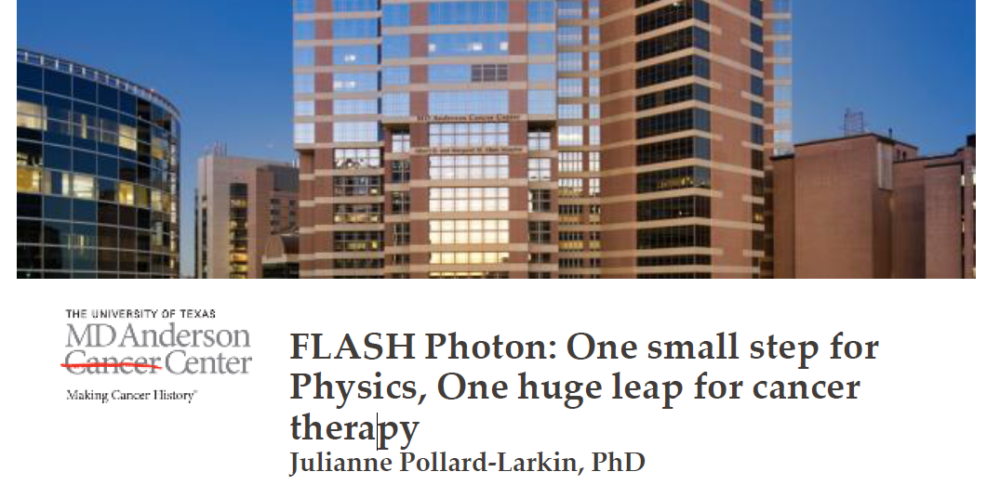 MD Anderson Cancer Center
THE UNIVERSITY OF TEXAS
MD Anderson
Cancer Center
Making Cancer History®
FLASH Photon: One small step for
Physics, One huge leap for cancer
therapy
Julianne Pollard-Larkin, PhD